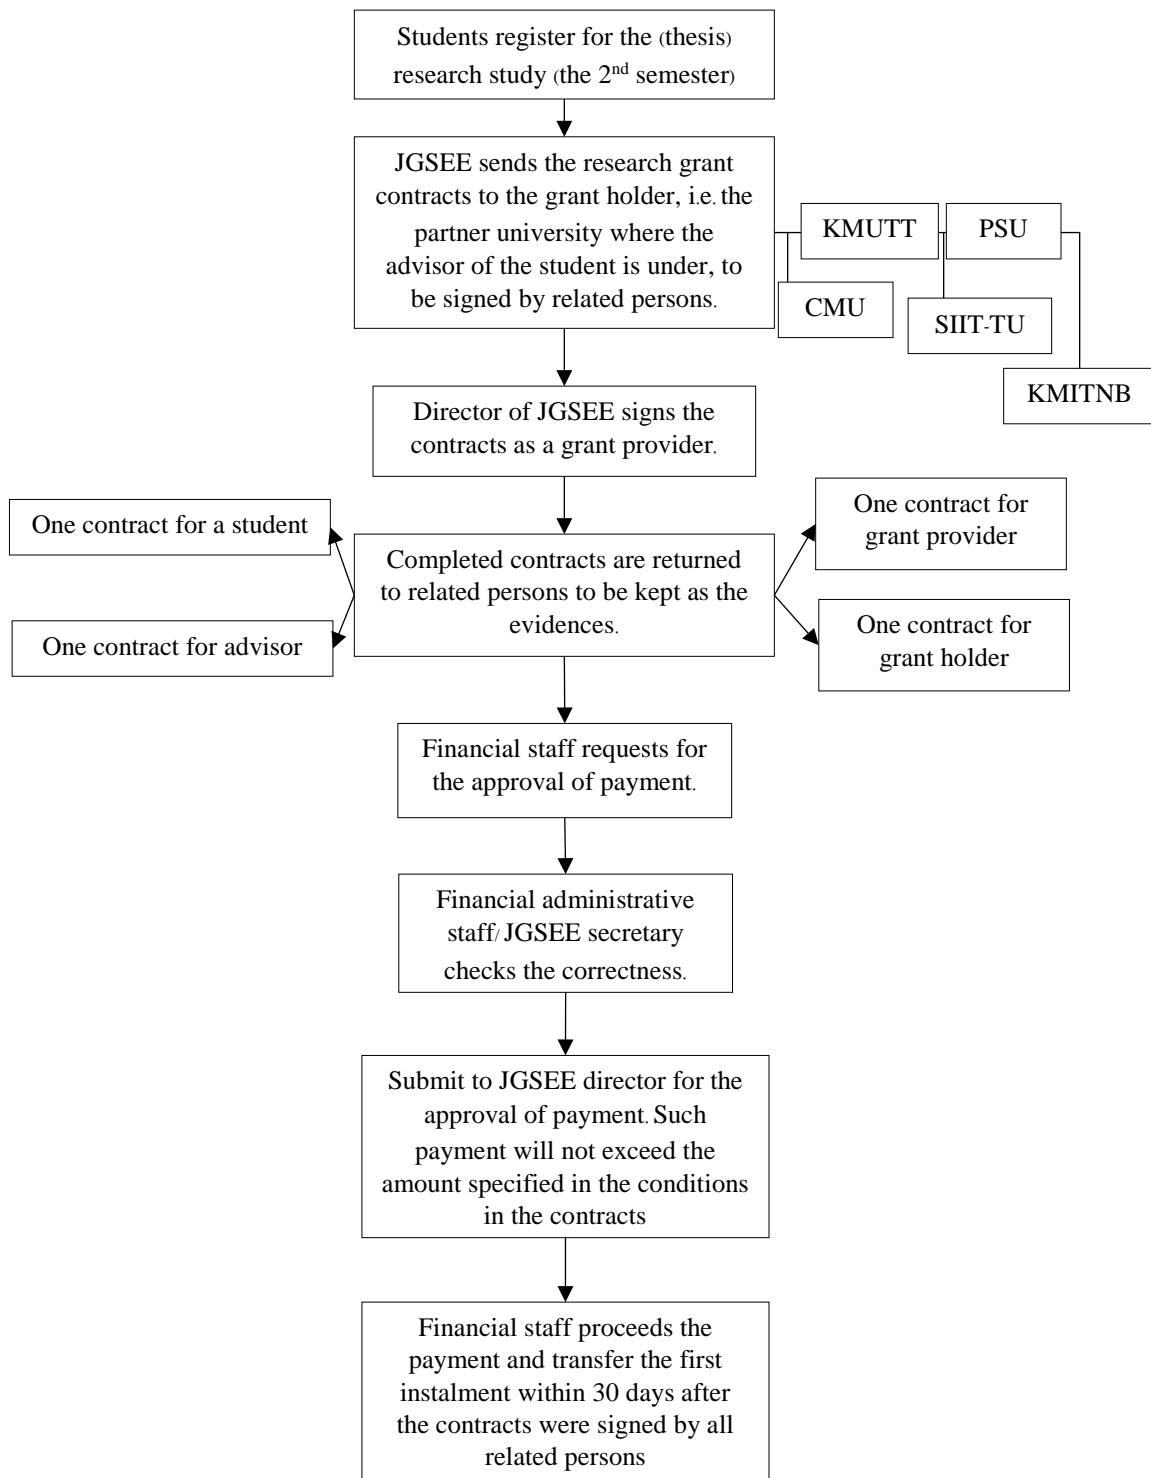 Students register for the (thesis)
research study (the 2nd semester)
JGSEE sends the research grant
contracts to the grant holder, i.e. the
partner university where the
advisor of the student is under, to
be signed by related persons.
KMUTT
PSU
CMU
SIIT-TU
KMITNB
Director of JGSEE signs the
contracts as a grant provider.
One contract for a student
One contract for advisor
Completed contracts are returned
to related persons to be kept as the
evidences.
One contract for
grant provider
One contract for
grant holder
Financial staff requests for
the approval of payment.
Financial administrative
staff/ JGSEE secretary
checks the correctness.
Submit to JGSEE director for the
approval of payment. Such
payment will not exceed the
amount specified in the conditions
in the contracts
Financial staff proceeds the
payment and transfer the first
instalment within 30 days after
the contracts were signed by all
related persons